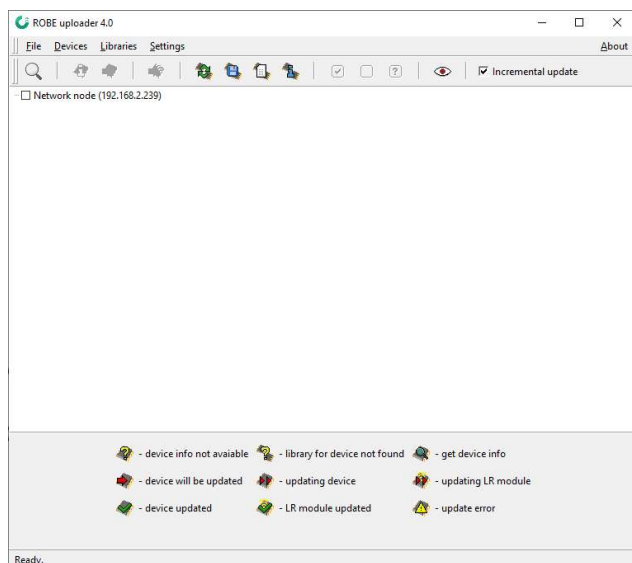 ROBE uploader 4.0
File Devices Libraries Settings About
Incremental update
Network node (192.168.2.239)
- device info not avaiable - library for device not found - get device info
- device will be updated - updating device - updating LR module
- device updated - LR module updated - update error
Ready.